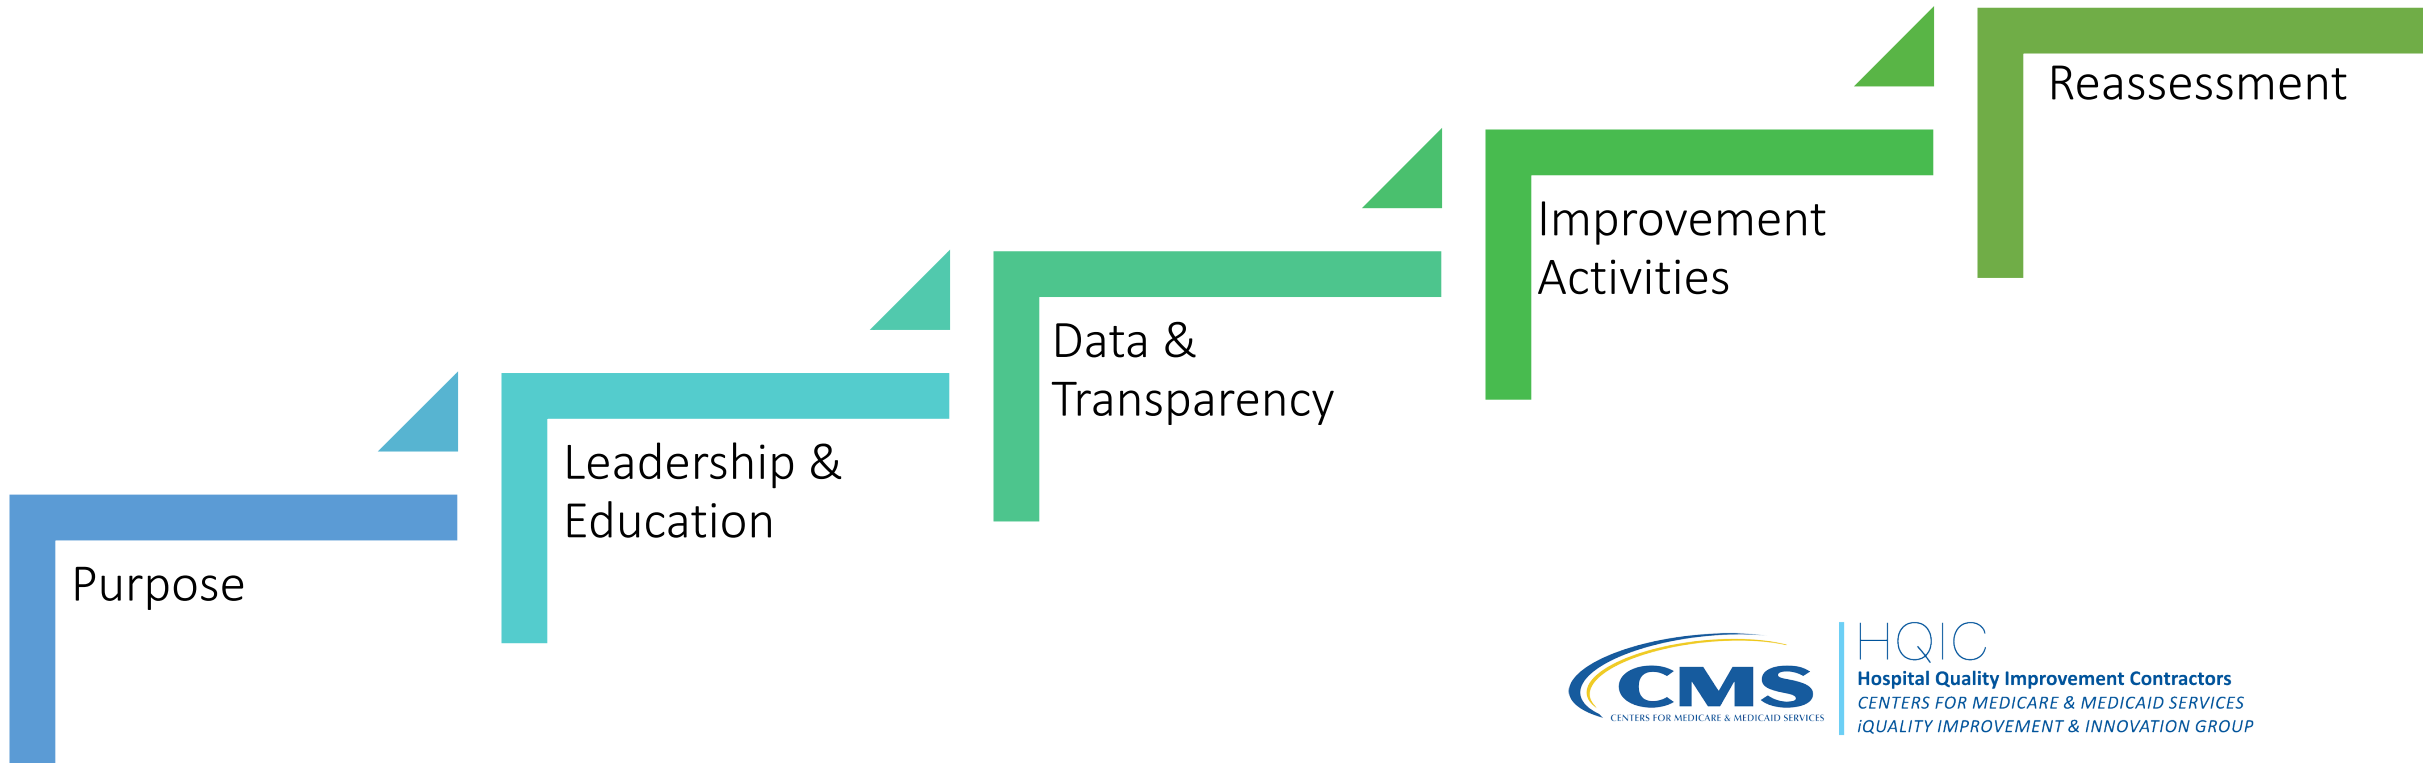 Purpose
Leadership &
Education
Data &
Transparency
Improvement
Activities
Reassessment
CMS
CENTERS FOR MEDICARE & MEDICAID SERVICES
HQIC
Hospital Quality Improvement Contractors
CENTERS FOR MEDICARE & MEDICAID SERVICES
iQUALITY IMPROVEMENT & INNOVATION GROUP